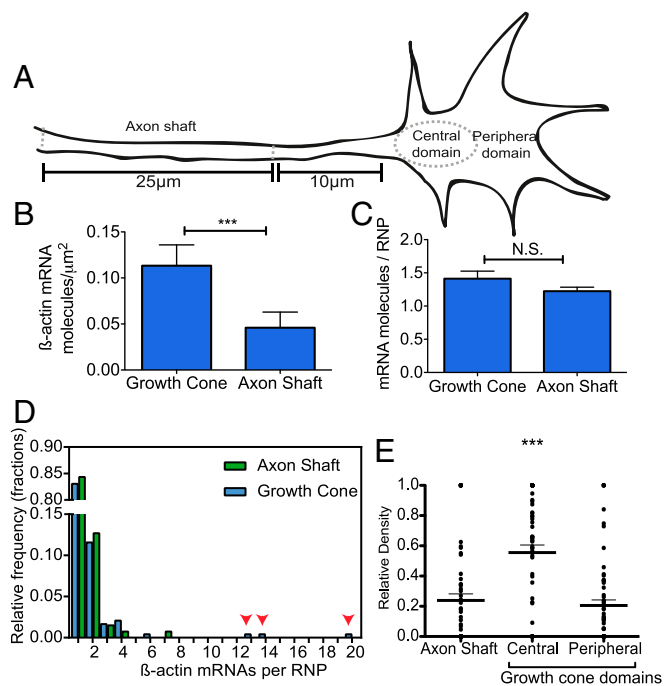 A
Axon shaft
Central
domain
Periphera
domain
25µm
10µm
B
ß-actin mRNA
molecules/µm²
0.15
0.10
0.05
0.00
***
Growth Cone
Axon Shaft
C
mRNA molecules / RNP
2.0
1.5
1.0
0.5
0.0
N.S.
Growth Cone
Axon Shaft
D
Relative frequency (fractions)
0.90
0.85
0.80
0.15
0.10
0.05
0.00
Axon Shaft
Growth Cone
2 4 6 8 10 12 14 16 18 20
ß-actin mRNAs per RNP
E
***
Relative Density
1.0
0.8
0.6
0.4
0.2
0.0
Axon Shaft
Central
Peripheral
Growth cone domains